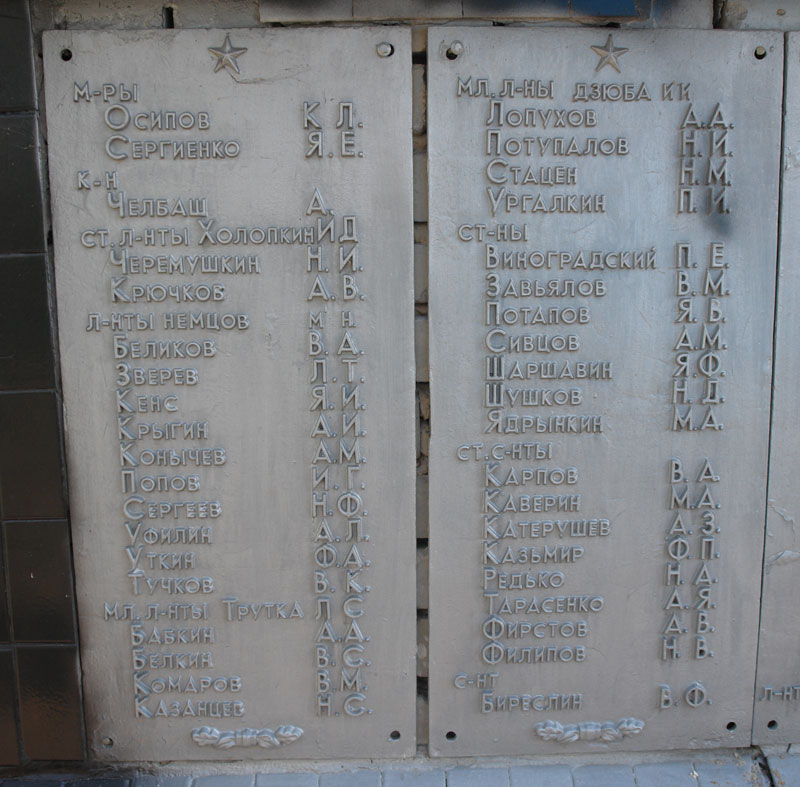 М-РЫ
ОСИПОВ К.Л.
СЕРГИЕНКО Я.Е.
К-Н
ЧЕЛБАШ А.
СТ.Л-НТЫ ХОЛОПКИН И Д
ЧЕРЕМУШКИН Н.И.
КРЮЧКОВ А.В.
Л-НТЫ НЕМЦОВ М Н
БЕЛИКОВ В.А.
ЗВЕРЕВ Л.Т.
КЕНС Я.И.
КРЫГИН А.И.
КОНЫЧЕВ А.М.
ПОПОВ И.Г.
СЕРГЕЕВ Н.Ф.
УФИЛИН А.Л.
УТКИН Ф.А.
ТУЧКОВ В.К.
МЛ.Л-НТЫ ТРУТКА Л С
БАБКИН А.А.
БЕЛКИН В.С.
КОМАРОВ В.М.
КАЗАНЦЕВ Н.С.
МЛ.Л-НЫ ДЗЮБА И И
ЛОПУХОВ А.А.
ПОТУПАЛОВ Н.И.
СТАЦЕН Н.М.
УРГАЛКИН П.И.
СТ-НЫ
ВИНОГРАДСКИЙ П.Е.
ЗАВЬЯЛОВ В.М.
ПОТАПОВ Я.В.
СИВЦОВ А.М.
ШАРШАВИН Я.Ф.
ШУШКОВ Н.Д.
ЯДРЫНКИН М.А.
СТ.С-НТЫ
КАРПОВ В.А.
КАВЕРИН М.А.
КАТЕРУШЕВ А.З.
КАЗЬМИР Ф.П.
РЕДЬКО Н.А.
ТАРАСЕНКО А.Я.
ФИРСТОВ А.В.
ФИЛИПОВ Н.В.
С-НТ
БИРЕСЛИН В.Ф.
Л-НТ